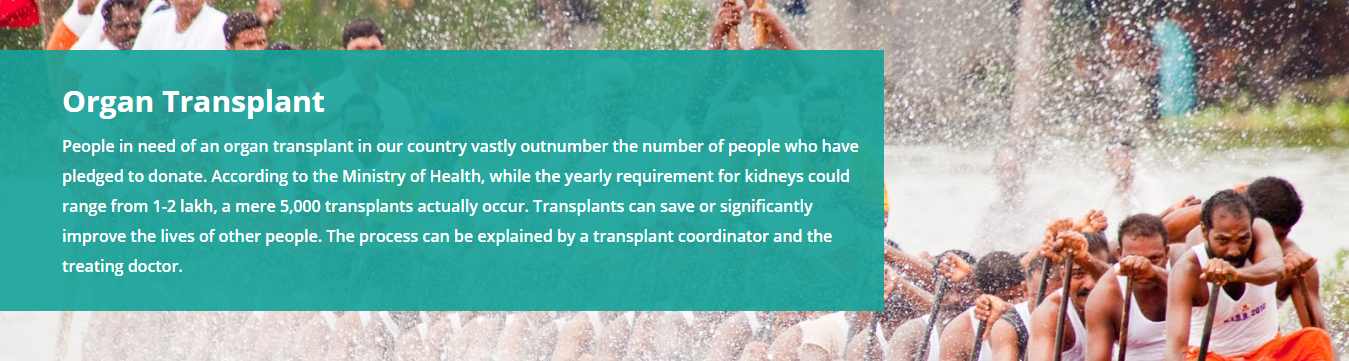 Organ Transplant
People in need of an organ transplant in our country vastly outnumber the number of people who have
pledged to donate. According to the Ministry of Health, while the yearly requirement for kidneys could
range from 1-2 lakh, a mere 5,000 transplants actually occur. Transplants can save or significantly
improve the lives of other people. The process can be explained by a transplant coordinator and the
treating doctor.